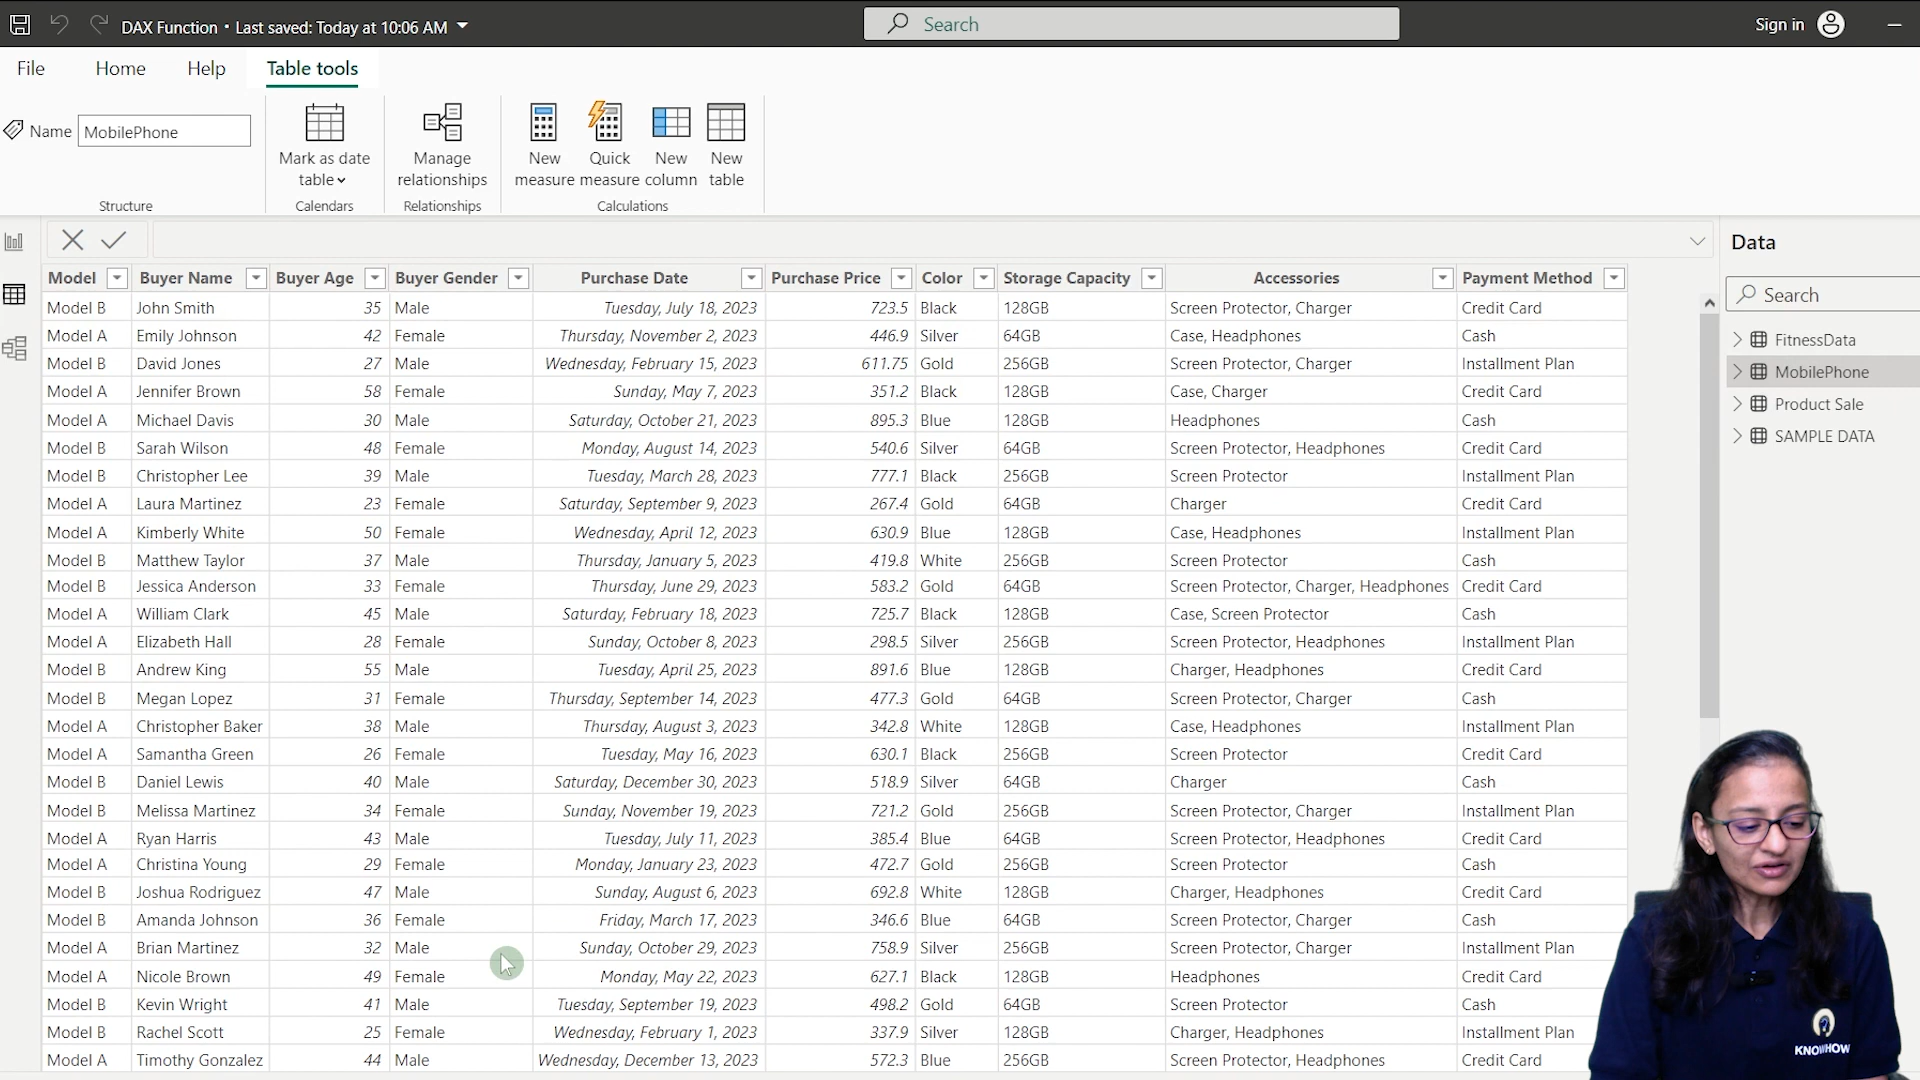 DAX Function • Last saved: Today at 10:06 AM
Search
Sign in
File Home Help Table tools
Name MobilePhone
Mark as date table
Manage relationships
New measure
Quick measure
New column
New table
Structure Calendars Relationships Calculations
Data
Search
FitnessData
MobilePhone
Product Sale
SAMPLE DATA
Model Buyer Name Buyer Age Buyer Gender Purchase Date Purchase Price Color Storage Capacity Accessories Payment Method
Model B John Smith 35 Male Tuesday, July 18, 2023 723.5 Black 128GB Screen Protector, Charger Credit Card
Model A Emily Johnson 42 Female Thursday, November 2, 2023 446.9 Silver 64GB Case, Headphones Cash
Model B David Jones 27 Male Wednesday, February 15, 2023 611.75 Gold 256GB Screen Protector, Charger Installment Plan
Model A Jennifer Brown 58 Female Sunday, May 7, 2023 351.2 Black 128GB Case, Charger Credit Card
Model A Michael Davis 30 Male Saturday, October 21, 2023 895.3 Blue 128GB Headphones Cash
Model B Sarah Wilson 48 Female Monday, August 14, 2023 540.6 Silver 64GB Screen Protector, Headphones Credit Card
Model B Christopher Lee 39 Male Tuesday, March 28, 2023 777.1 Black 256GB Screen Protector Installment Plan
Model A Laura Martinez 23 Female Saturday, September 9, 2023 267.4 Gold 64GB Charger Credit Card
Model A Kimberly White 50 Female Wednesday, April 12, 2023 630.9 Blue 128GB Case, Headphones Installment Plan
Model B Matthew Taylor 37 Male Thursday, January 5, 2023 419.8 White 256GB Screen Protector Cash
Model B Jessica Anderson 33 Female Thursday, June 29, 2023 583.2 Gold 64GB Screen Protector, Charger, Headphones Credit Card
Model A William Clark 45 Male Saturday, February 18, 2023 725.7 Black 128GB Case, Screen Protector Cash
Model A Elizabeth Hall 28 Female Sunday, October 8, 2023 298.5 Silver 256GB Screen Protector, Headphones Installment Plan
Model B Andrew King 55 Male Tuesday, April 25, 2023 891.6 Blue 128GB Charger, Headphones Credit Card
Model B Megan Lopez 31 Female Thursday, September 14, 2023 477.3 Gold 64GB Screen Protector, Charger Cash
Model A Christopher Baker 38 Male Thursday, August 3, 2023 342.8 White 128GB Case, Headphones Installment Plan
Model A Samantha Green 26 Female Tuesday, May 16, 2023 630.1 Black 256GB Screen Protector Credit Card
Model B Daniel Lewis 40 Male Saturday, December 30, 2023 518.9 Silver 64GB Charger Cash
Model B Melissa Martinez 34 Female Sunday, November 19, 2023 721.2 Gold 256GB Screen Protector, Charger Installment Plan
Model A Ryan Harris 43 Male Tuesday, July 11, 2023 385.4 Blue 64GB Screen Protector, Headphones Credit Card
Model A Christina Young 29 Female Monday, January 23, 2023 472.7 Gold 256GB Screen Protector Cash
Model B Joshua Rodriguez 47 Male Sunday, August 6, 2023 692.8 White 128GB Charger, Headphones Credit Card
Model B Amanda Johnson 36 Female Friday, March 17, 2023 346.6 Blue 64GB Screen Protector, Charger Cash
Model A Brian Martinez 32 Male Sunday, October 29, 2023 758.9 Silver 256GB Screen Protector, Charger Installment Plan
Model A Nicole Brown 49 Female Monday, May 22, 2023 627.1 Black 128GB Headphones Credit Card
Model B Kevin Wright 41 Male Tuesday, September 19, 2023 498.2 Gold 64GB Screen Protector Cash
Model B Rachel Scott 25 Female Wednesday, February 1, 2023 337.9 Silver 128GB Charger, Headphones Installment Plan
Model A Timothy Gonzalez 44 Male Wednesday, December 13, 2023 572.3 Blue 256GB Screen Protector, Headphones Credit Card
KNOWHOW